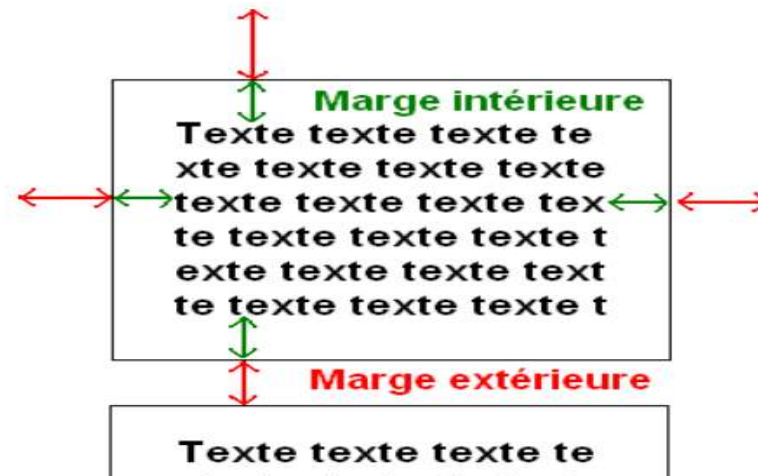 Marge intérieure
Texte texte texte te
xte texte texte texte
texte texte texte tex
te texte texte texte t
exte texte texte text
te texte texte texte t
Marge extérieure
Texte texte texte te